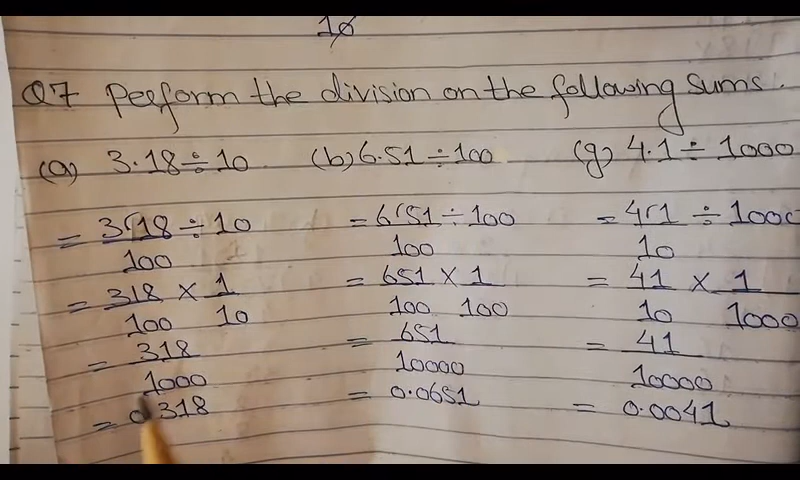 10
Q7 Perform the division on the following sums.
(a) 3.18÷10 (b) 6.51÷100 (g) 4.1÷1000
= 318/100 ÷ 10 = 651/100 ÷ 100 = 41/10 ÷ 1000
= 318/100 × 1/10 = 651/100 × 1/100 = 41/10 × 1/1000
= 318/1000 = 651/10000 = 41/10000
= 0.318 = 0.0651 = 0.0041